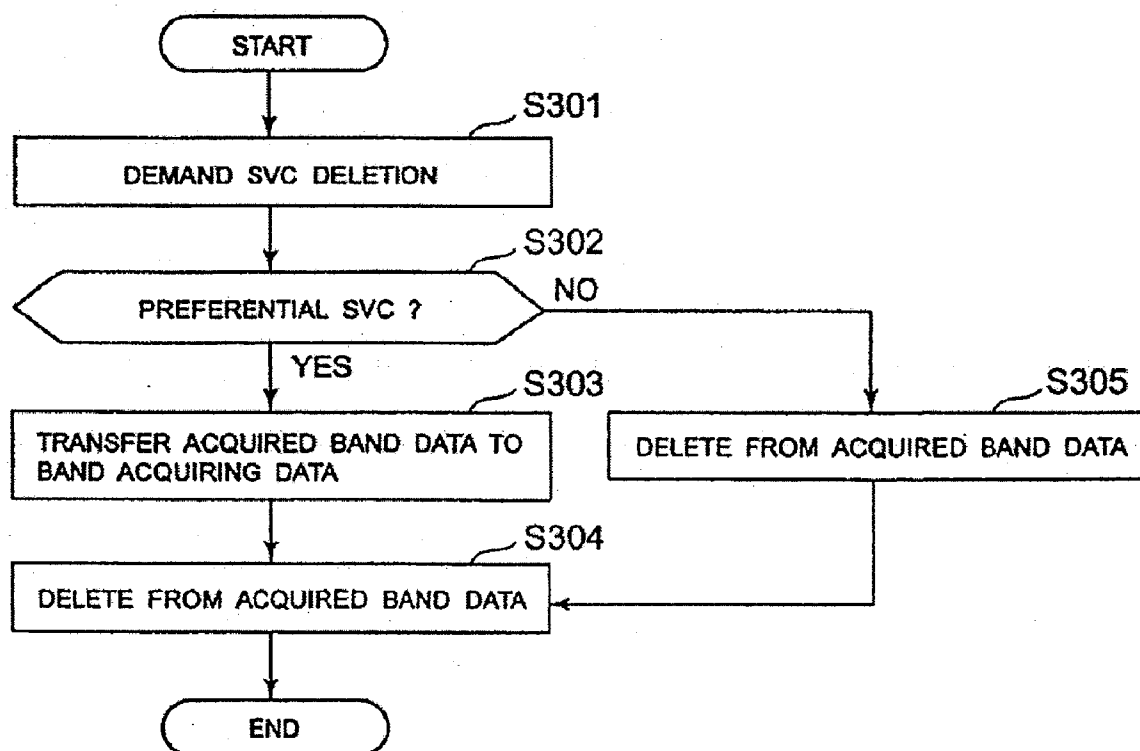 START
S301
DEMAND SVC DELETION
S302
PREFERENTIAL SVC ?
NO
YES
S303
TRANSFER ACQUIRED BAND DATA TO
BAND ACQUIRING DATA
S305
DELETE FROM ACQUIRED BAND DATA
S304
DELETE FROM ACQUIRED BAND DATA
END